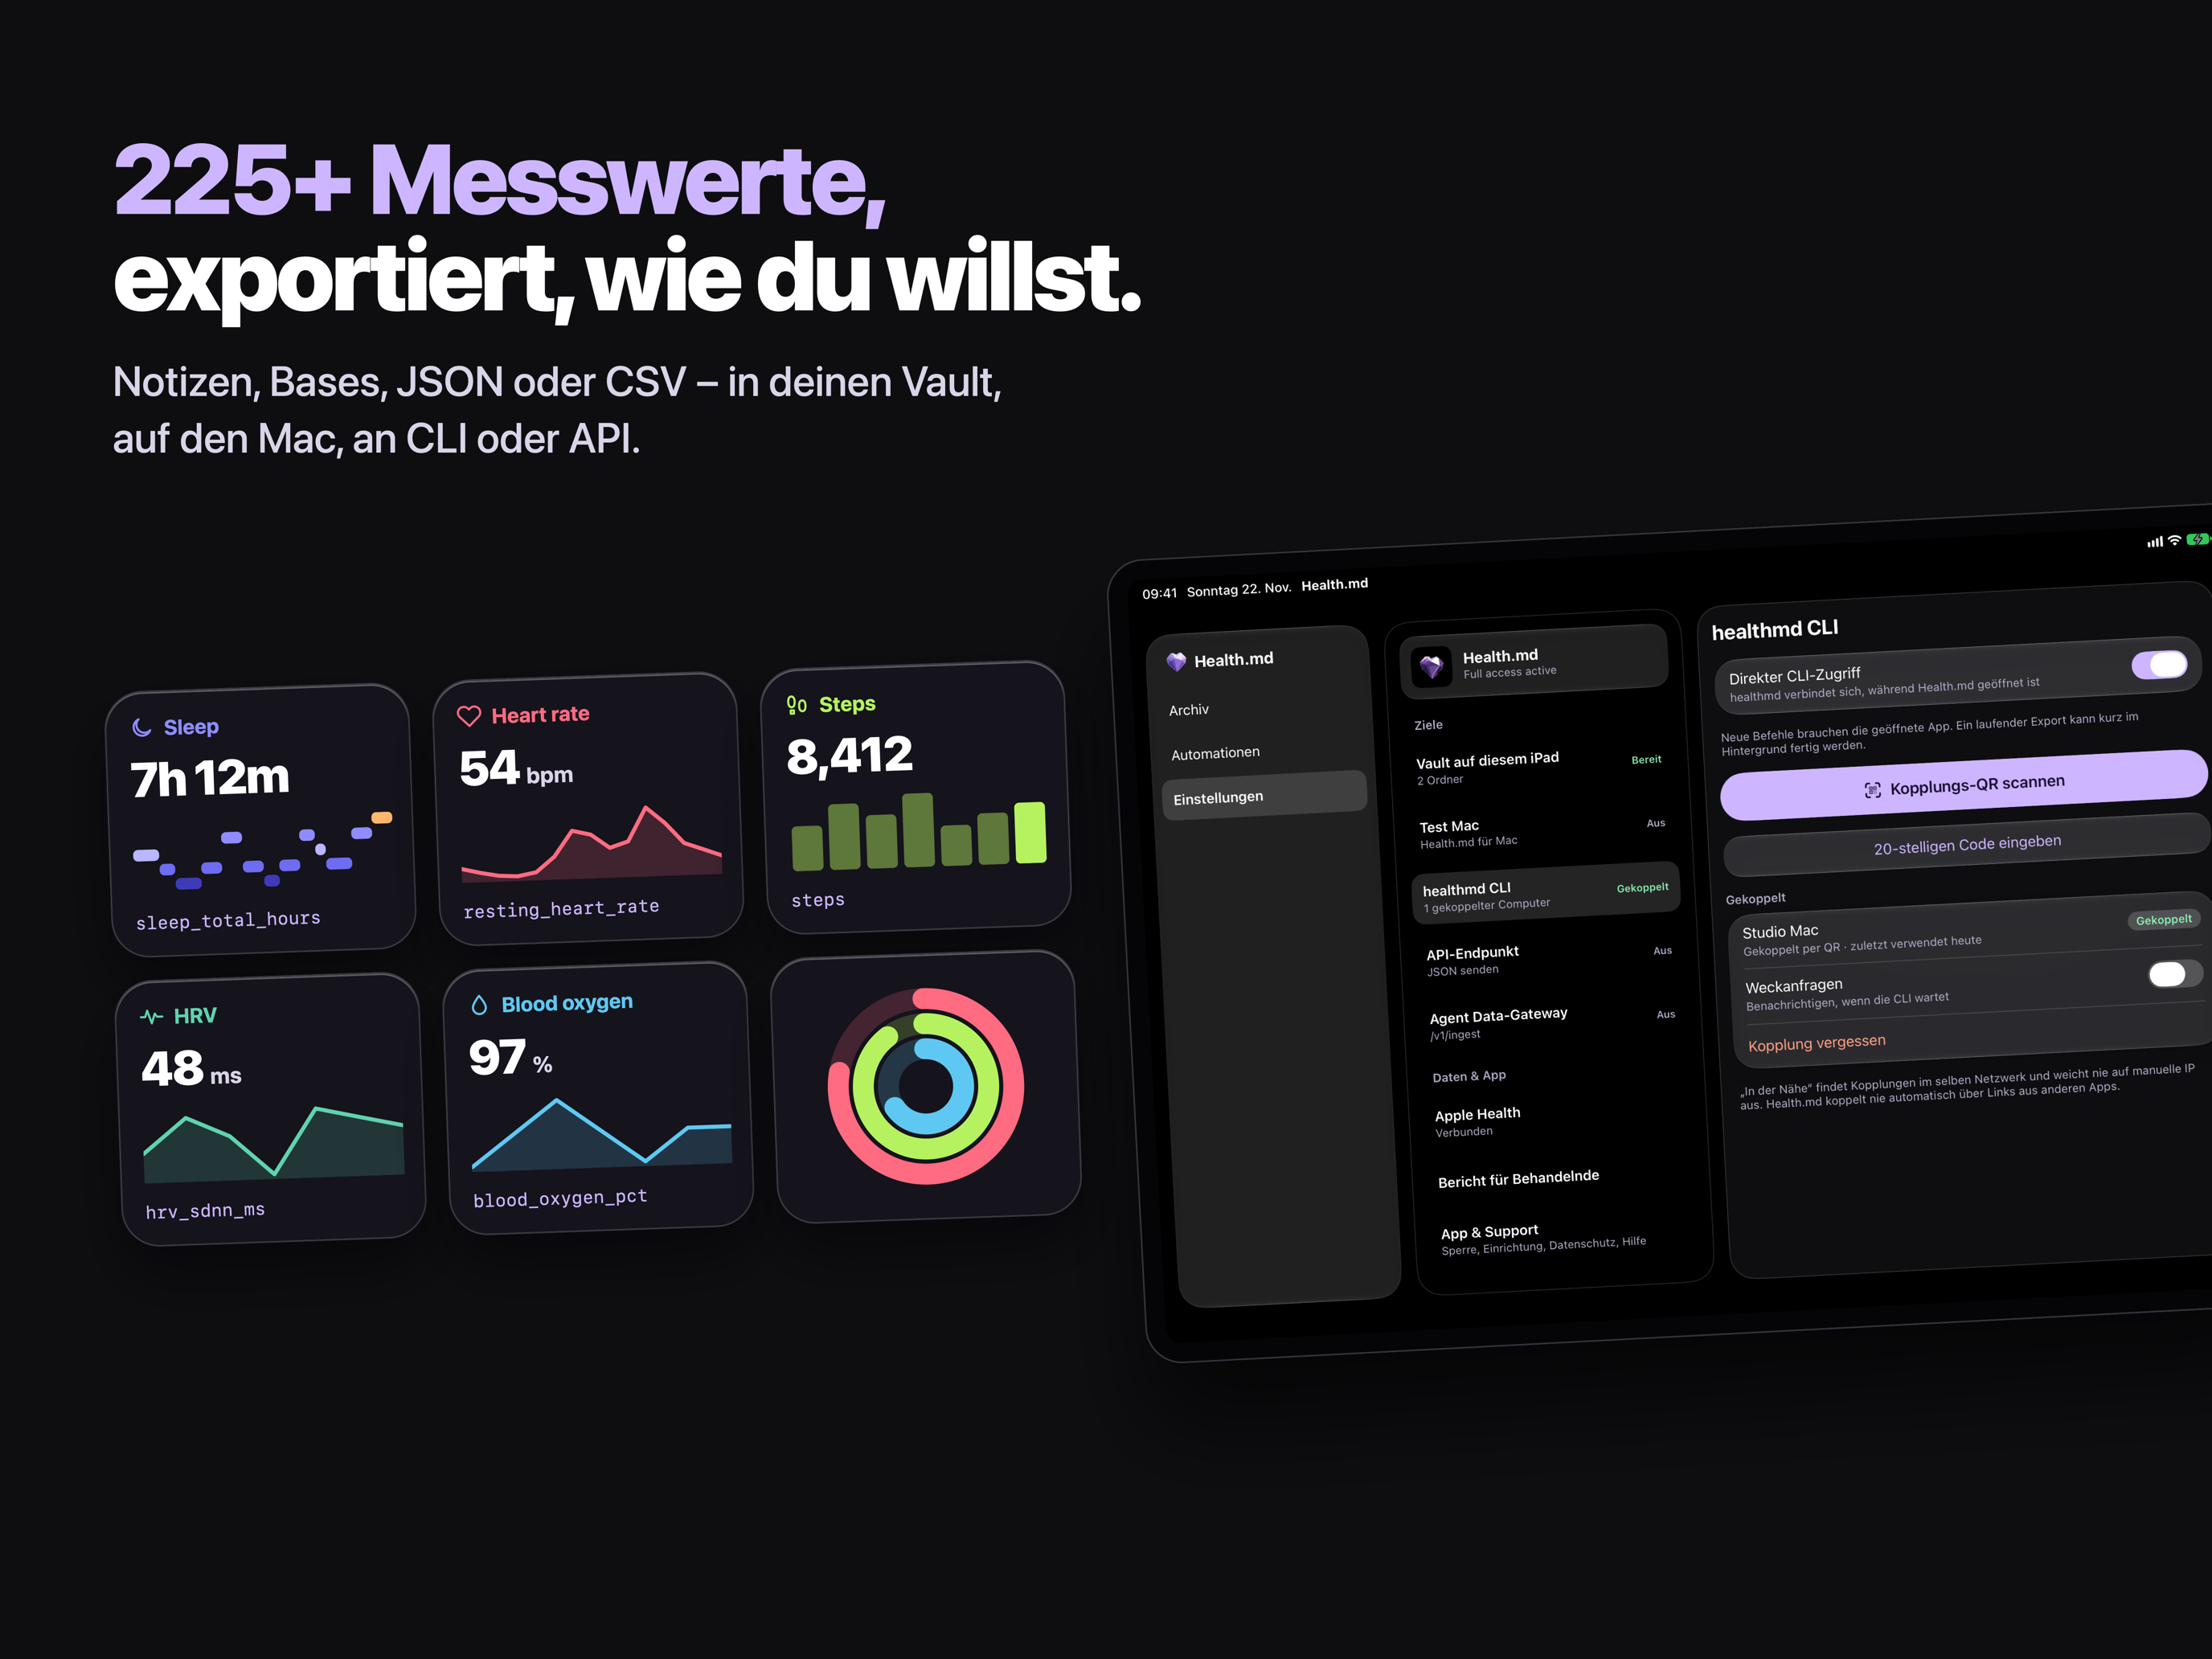 225+ Messwerte,
exportiert, wie du willst.
Notizen, Bases, JSON oder CSV – in deinen Vault,
auf den Mac, an CLI oder API.
Sleep
7h 12m
sleep_total_hours
Heart rate
54 bpm
resting_heart_rate
Steps
8,412
steps
HRV
48 ms
hrv_sdnn_ms
Blood oxygen
97 %
blood_oxygen_pct
09:41 Sonntag 22. Nov. Health.md
Health.md
Archiv
Automationen
Einstellungen
Health.md
Full access active
Ziele
Vault auf diesem iPad
2 Ordner
Bereit
Test Mac
Health.md für Mac
Aus
healthmd CLI
1 gekoppelter Computer
Gekoppelt
API-Endpunkt
JSON senden
Aus
Agent Data-Gateway
/v1/ingest
Aus
Daten & App
Apple Health
Verbunden
Bericht für Behandelnde
App & Support
Sperre, Einrichtung, Datenschutz, Hilfe
healthmd CLI
Direkter CLI-Zugriff
healthmd verbindet sich, während Health.md geöffnet ist
Neue Befehle brauchen die geöffnete App. Ein laufender Export kann kurz im
Hintergrund fertig werden.
Kopplungs-QR scannen
20-stelligen Code eingeben
Gekoppelt
Studio Mac
Gekoppelt per QR · zuletzt verwendet heute
Gekoppelt
Weckanfragen
Benachrichtigen, wenn die CLI wartet
Kopplung vergessen
„In der Nähe“ findet Kopplungen im selben Netzwerk und weicht nie auf manuelle IP
aus. Health.md koppelt nie automatisch über Links aus anderen Apps.